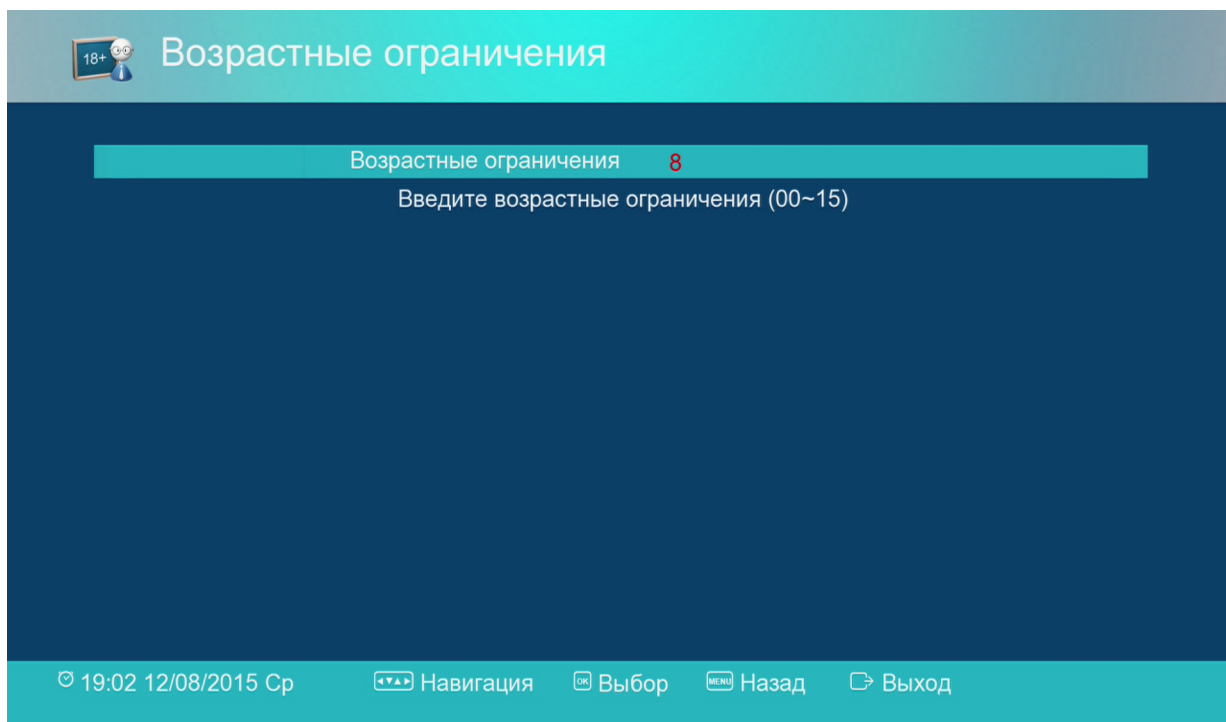 18+ Возрастные ограничения
Возрастные ограничения 8
Введите возрастные ограничения (00~15)
19:02 12/08/2015 Ср Навигация OK Выбор MENU Назад Выход